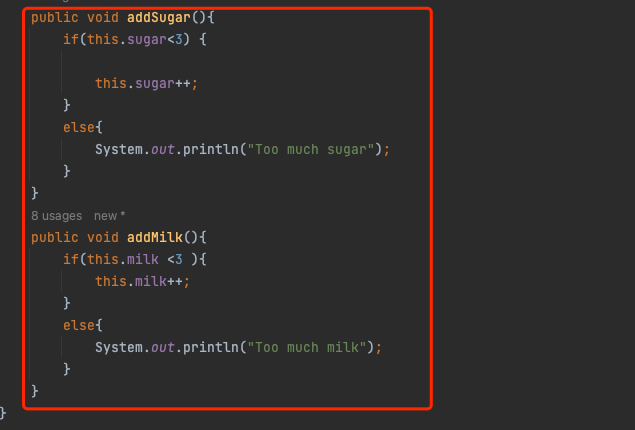 public void addSugar(){
if(this.sugar<3) {
this.sugar++;
}
else{
System.out.println("Too much sugar");
}
}
8 usages new *
public void addMilk(){
if(this.milk <3 ){
this.milk++;
}
else{
System.out.println("Too much milk");
}
}
}